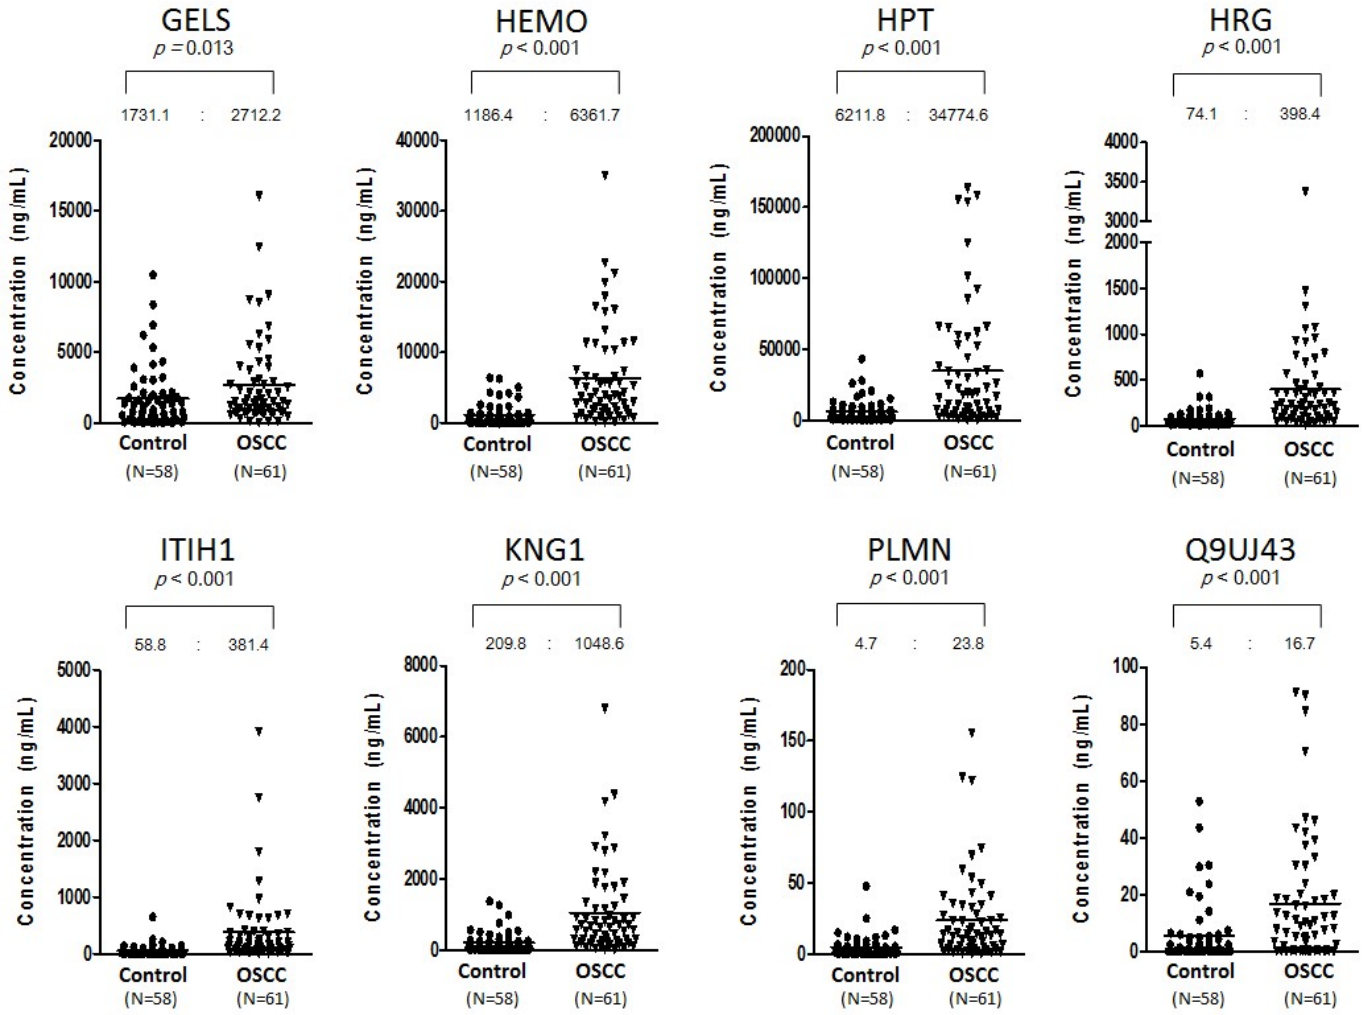 GELS
p = 0.013
1731.1 : 2712.2
Concentration (ng/mL)
20000
15000
10000
5000
0
Control OSCC
(N=58) (N=61)
HEMO
p < 0.001
1186.4 : 6361.7
Concentration (ng/mL)
40000
30000
20000
10000
0
Control OSCC
(N=58) (N=61)
HPT
p < 0.001
6211.8 : 34774.6
Concentration (ng/mL)
200000
150000
100000
50000
0
Control OSCC
(N=58) (N=61)
HRG
p < 0.001
74.1 : 398.4
Concentration (ng/mL)
4000
3500
3000
2000
1500
1000
500
0
Control OSCC
(N=58) (N=61)
ITIH1
p < 0.001
58.8 : 381.4
Concentration (ng/mL)
5000
4000
3000
2000
1000
0
Control OSCC
(N=58) (N=61)
KNG1
p < 0.001
209.8 : 1048.6
Concentration (ng/mL)
8000
6000
4000
2000
0
Control OSCC
(N=58) (N=61)
PLMN
p < 0.001
4.7 : 23.8
Concentration (ng/mL)
200
150
100
50
0
Control OSCC
(N=58) (N=61)
Q9UJ43
p < 0.001
5.4 : 16.7
Concentration (ng/mL)
100
80
60
40
20
0
Control OSCC
(N=58) (N=61)